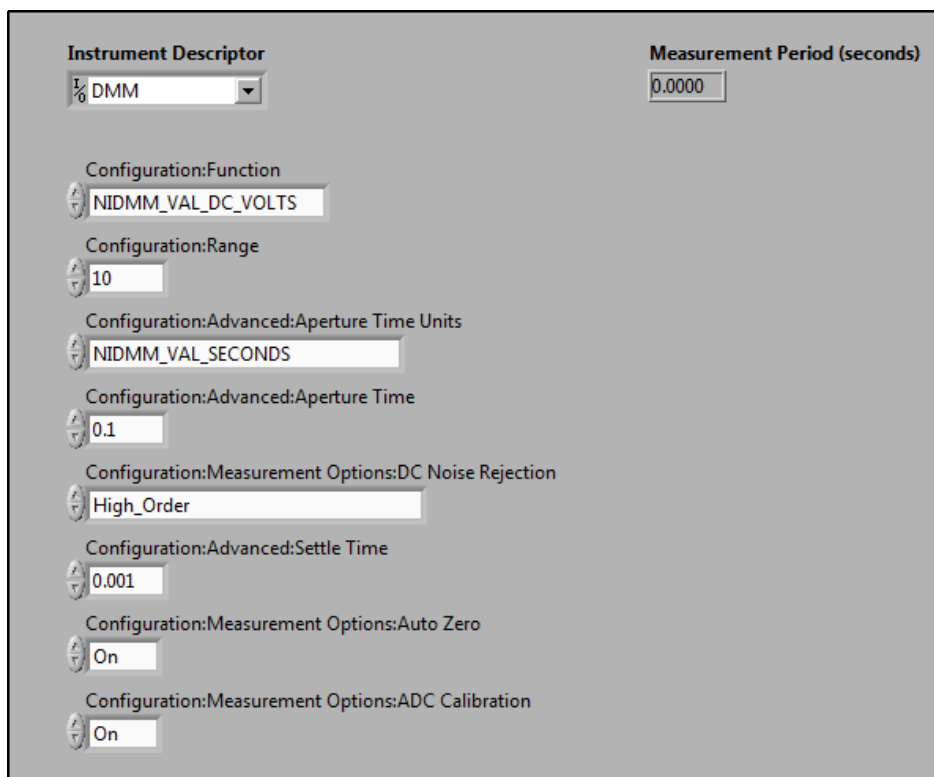 Instrument Descriptor
Measurement Period (seconds)
I/O DMM
0.0000
Configuration:Function
NIDMM_VAL_DC_VOLTS
Configuration:Range
10
Configuration:Advanced:Aperture Time Units
NIDMM_VAL_SECONDS
Configuration:Advanced:Aperture Time
0.1
Configuration:Measurement Options:DC Noise Rejection
High_Order
Configuration:Advanced:Settle Time
0.001
Configuration:Measurement Options:Auto Zero
On
Configuration:Measurement Options:ADC Calibration
On